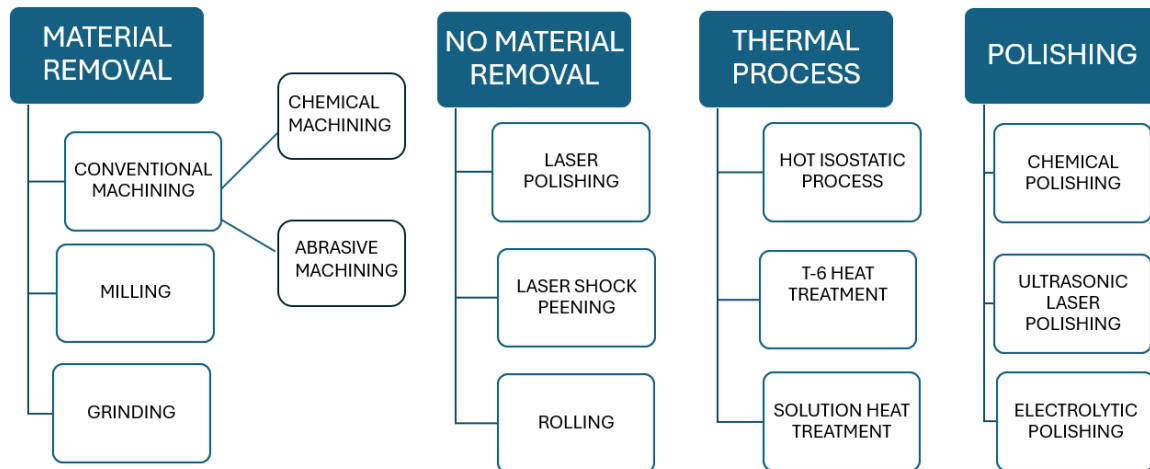 MATERIAL
REMOVAL
CONVENTIONAL
MACHINING
CHEMICAL
MACHINING
ABRASIVE
MACHINING
MILLING
GRINDING
NO MATERIAL
REMOVAL
LASER
POLISHING
LASER SHOCK
PEENING
ROLLING
THERMAL
PROCESS
HOT ISOSTATIC
PROCESS
T-6 HEAT
TREATMENT
SOLUTION HEAT
TREATMENT
POLISHING
CHEMICAL
POLISHING
ULTRASONIC
LASER
POLISHING
ELECTROLYTIC
POLISHING